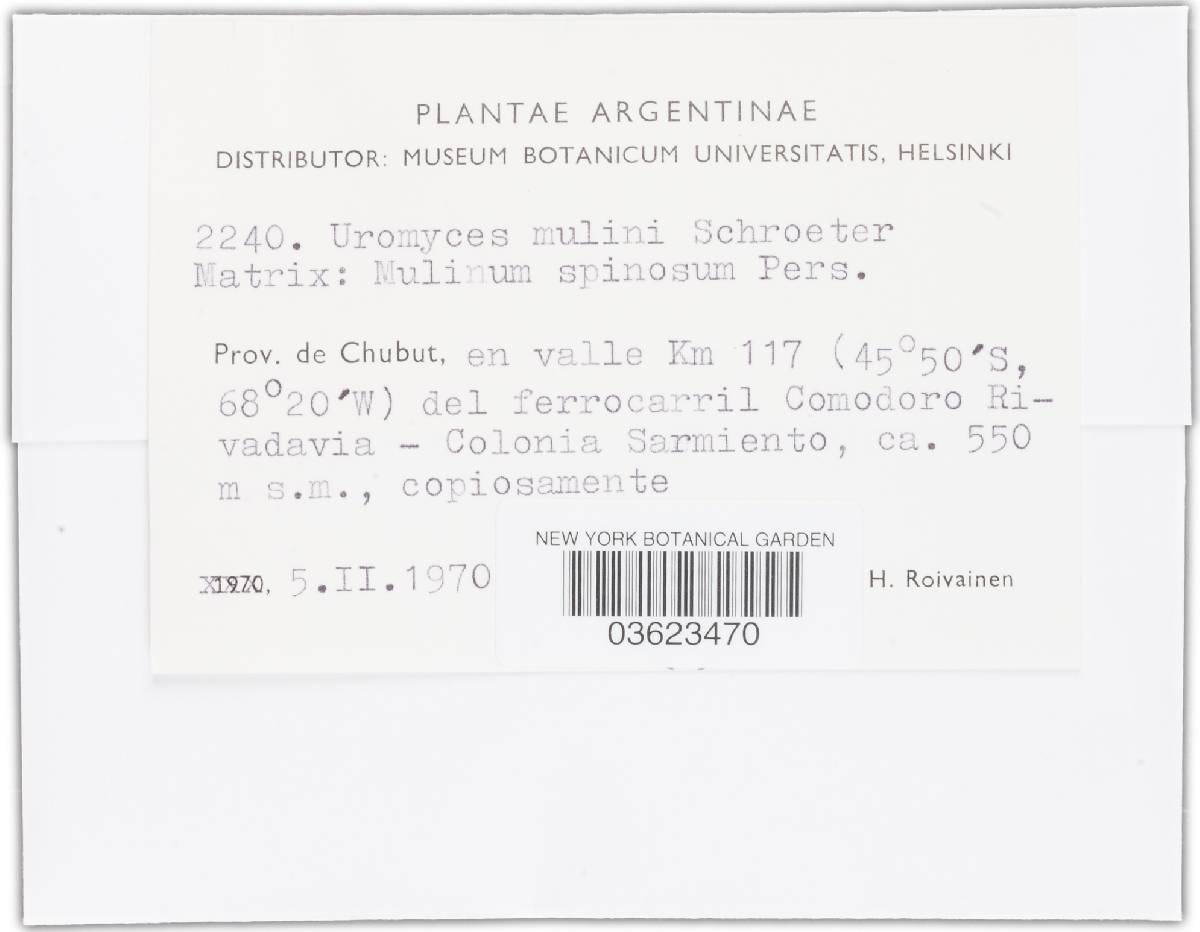 PLANTAE ARGENTINAE
DISTRIBUTOR: MUSEUM BOTANICUM UNIVERSITATIS, HELSINKI
2240. Uromyces mulini Schroeter
Matrix: Mulinum spinosum Pers.
Prov. de Chubut, en valle Km 117 (45°50′S,
68°20′W) del ferrocarril Comodoro Ri-
vadavia - Colonia Sarmiento, ca. 550
m s.m., copiosamente
1970, 5.II.1970
NEW YORK BOTANICAL GARDEN
03623470
H. Roivainen